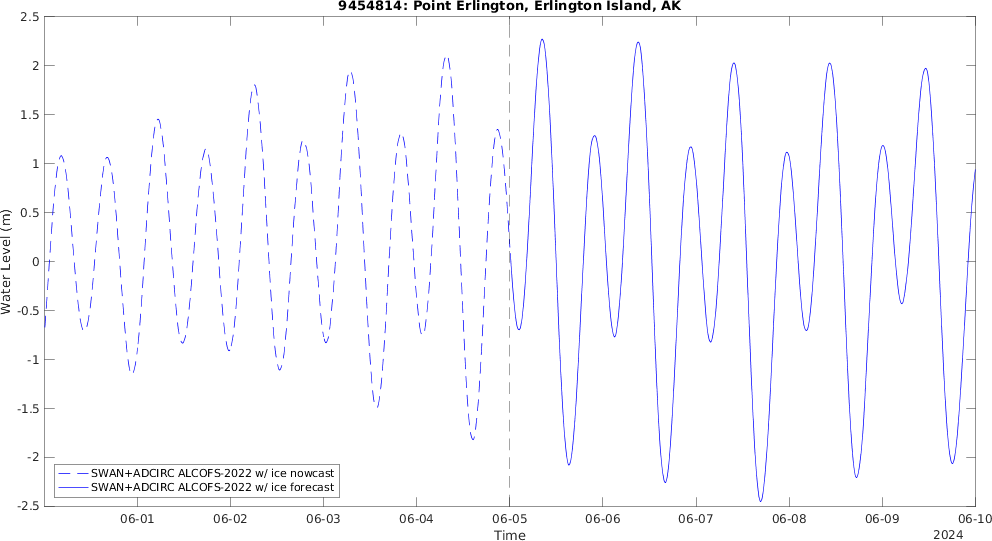 9454814: Point Erlington, Erlington Island, AK
2.5
2
1.5
1
0.5
0
-0.5
-1
-1.5
-2
-2.5
Water Level (m)
SWAN+ADCIRC ALCOFS-2022 w/ ice nowcast
SWAN+ADCIRC ALCOFS-2022 w/ ice forecast
06-01 06-02 06-03 06-04 06-05 06-06 06-07 06-08 06-09 06-10
Time
2024